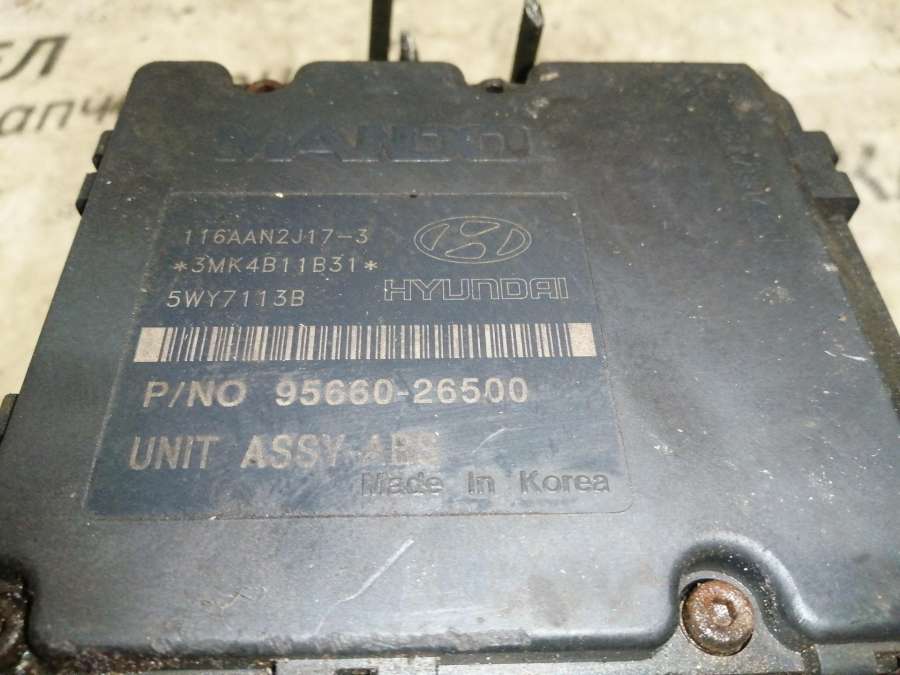 MANDO
116AAN2J17-3
*3MK4B11B31*
5WY7113B
HYUNDAI
P/NO 95660-26500
UNIT ASSY-ABS
Made In Korea